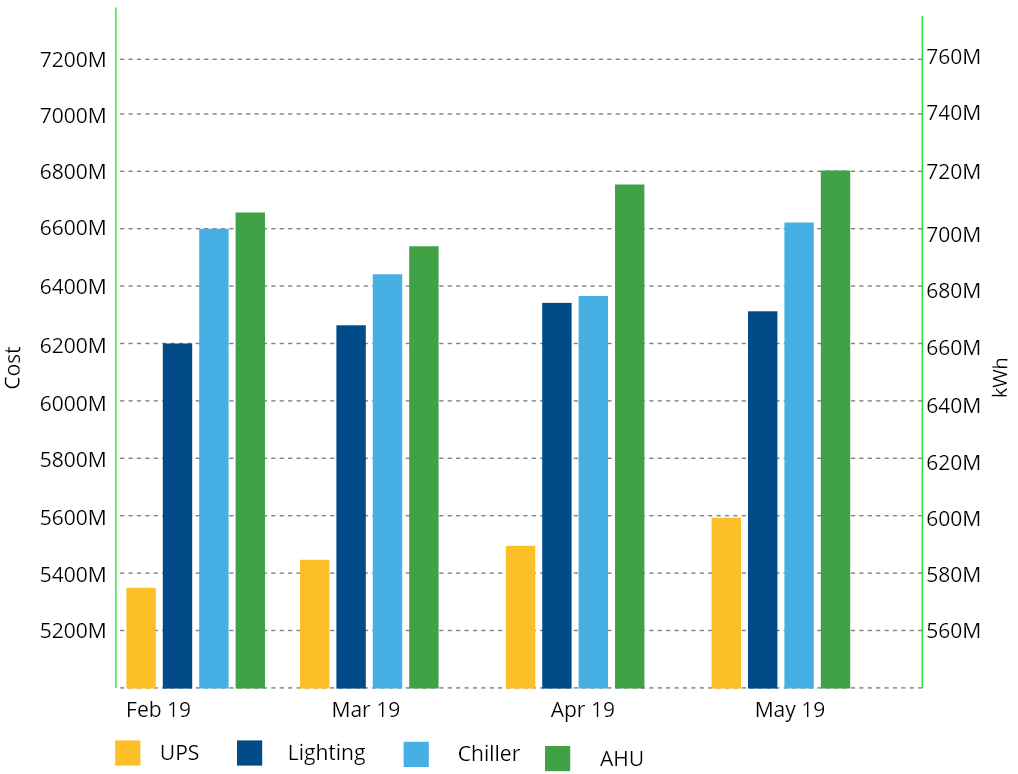 7200M 760M
7000M 740M
6800M 720M
6600M 700M
6400M 680M
6200M 660M
Cost
kWh
6000M 640M
5800M 620M
5600M 600M
5400M 580M
5200M 560M
Feb 19 Mar 19 Apr 19 May 19
UPS Lighting Chiller AHU